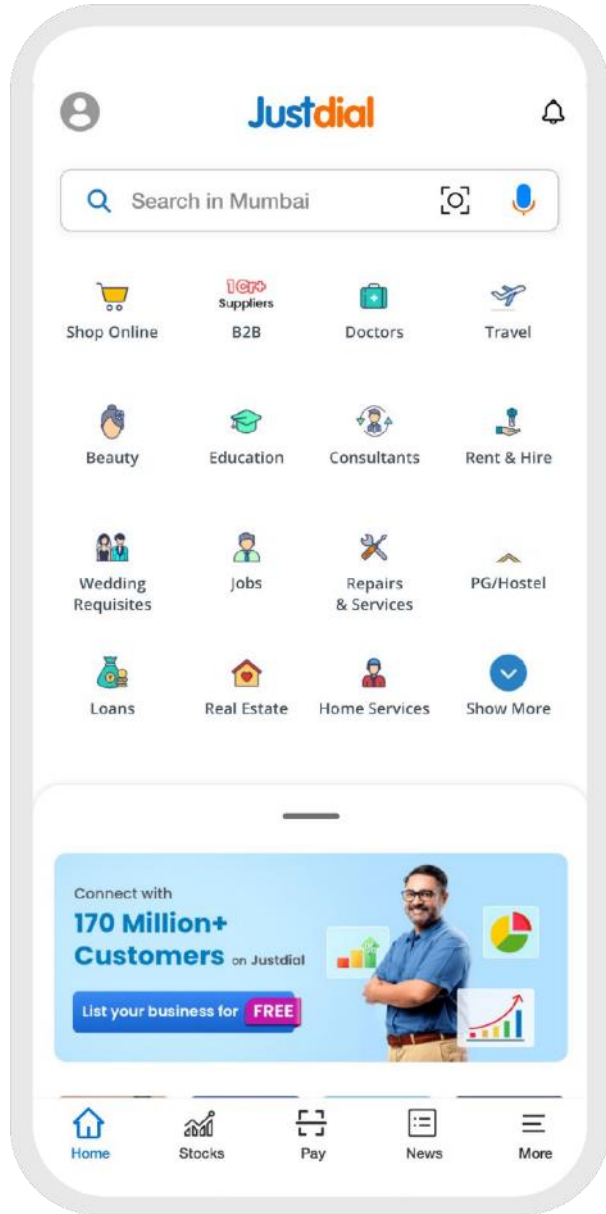 Justdial
Search in Mumbai
1Cr+
Suppliers
Shop Online
B2B
Doctors
Travel
Beauty
Education
Consultants
Rent & Hire
Wedding
Requisites
Jobs
Repairs
& Services
PG/Hostel
Loans
Real Estate
Home Services
Show More
Connect with
170 Million+
Customers on Justdial
List your business for FREE
Home
Stocks
Pay
News
More